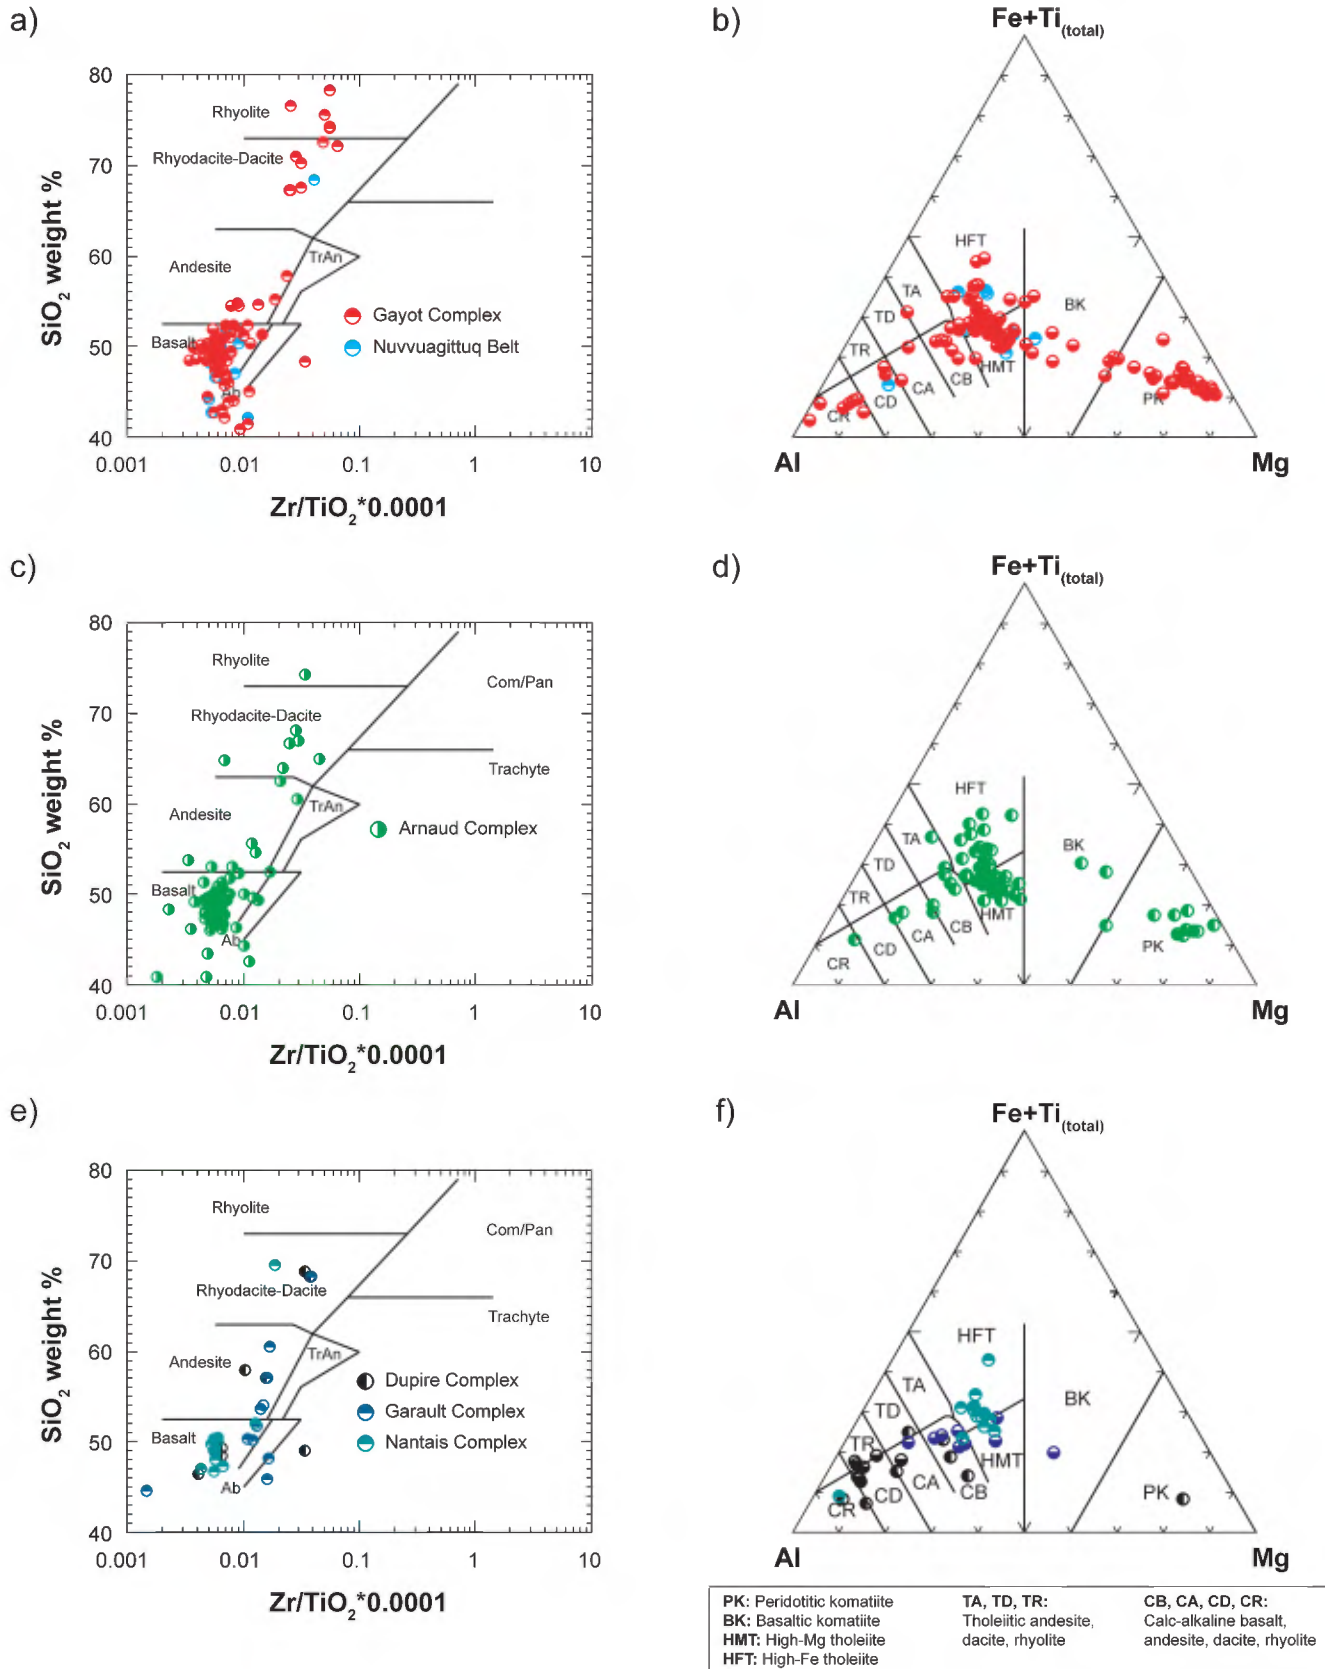 a)
80
70
60
50
40
0.001
0.01
0.1
1
10
SiO2 weight %
Zr/TiO2*0.0001
Rhyolite
Rhyodacite-Dacite
Andesite
TrAn
Basalt
Ab
Gayot Complex
Nuvvuagittuq Belt
b)
Fe+Ti(total)
HFT
TA
BK
TD
TR
HMT
CB
CA
CD
CR
PK
Al
Mg
c)
80
70
60
50
40
0.001
0.01
0.1
1
10
SiO2 weight %
Zr/TiO2*0.0001
Rhyolite
Com/Pan
Rhyodacite-Dacite
Trachyte
TrAn
Andesite
Basalt
Ab
Arnaud Complex
d)
Fe+Ti(total)
HFT
TA
BK
TD
TR
HMT
CB
CA
CD
CR
PK
Al
Mg
e)
80
70
60
50
40
0.001
0.01
0.1
1
10
SiO2 weight %
Zr/TiO2*0.0001
Rhyolite
Com/Pan
Rhyodacite-Dacite
Trachyte
TrAn
Andesite
Basalt
Ab
Dupire Complex
Garault Complex
Nantais Complex
f)
Fe+Ti(total)
HFT
TA
BK
TD
TR
HMT
CB
CA
CD
CR
PK
Al
Mg
PK: Peridotitic komatiite
BK: Basaltic komatiite
HMT: High-Mg tholeiite
HFT: High-Fe tholeiite
TA, TD, TR:
Tholeiitic andesite,
dacite, rhyolite
CB, CA, CD, CR:
Calc-alkaline basalt,
andesite, dacite, rhyolite